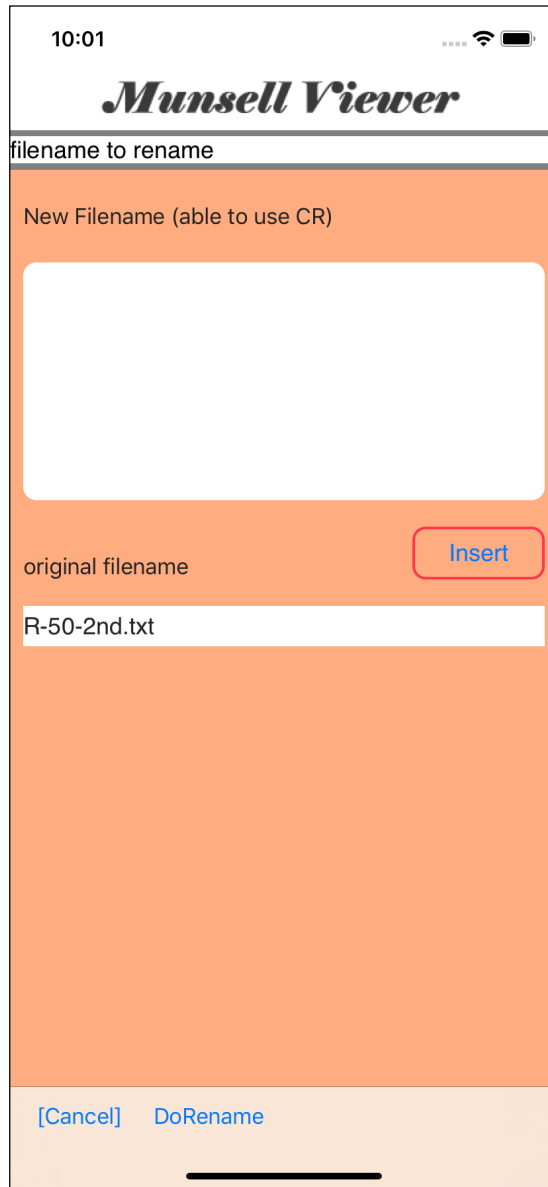 10:01
Munsell Viewer
filename to rename
New Filename (able to use CR)
Insert
original filename
R-50-2nd.txt
[Cancel] DoRename